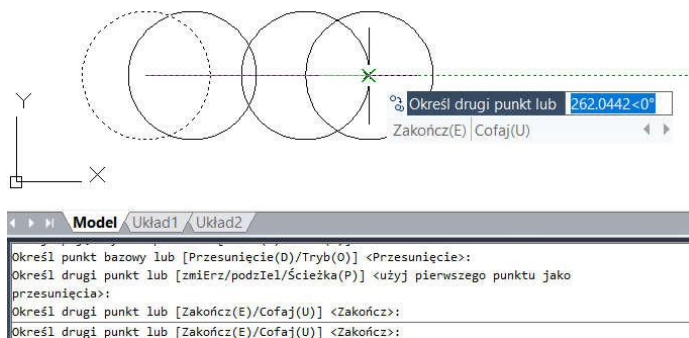 Określ drugi punkt lub 262.0442<0°
Zakończ(E) Cofaj(U)
Y
X
Model Układ1 Układ2
Określ punkt bazowy lub [Przesunięcie(D)/Tryb(O)] <Przesunięcie>:
Określ drugi punkt lub [zmiErz/podzIel/Ścieżka(P)] <użyj pierwszego punktu jako
przesunięcia>:
Określ drugi punkt lub [Zakończ(E)/Cofaj(U)] <Zakończ>:
Określ drugi punkt lub [Zakończ(E)/Cofaj(U)] <Zakończ>: